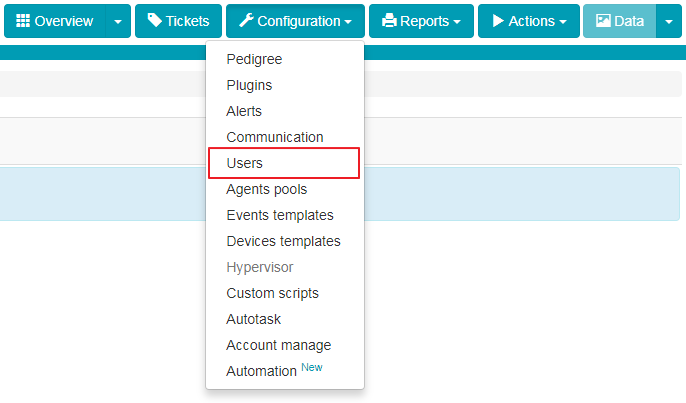 Overview Tickets Configuration Reports Actions Data
Pedigree
Plugins
Alerts
Communication
Users
Agents pools
Events templates
Devices templates
Hypervisor
Custom scripts
Autotask
Account manage
Automation New